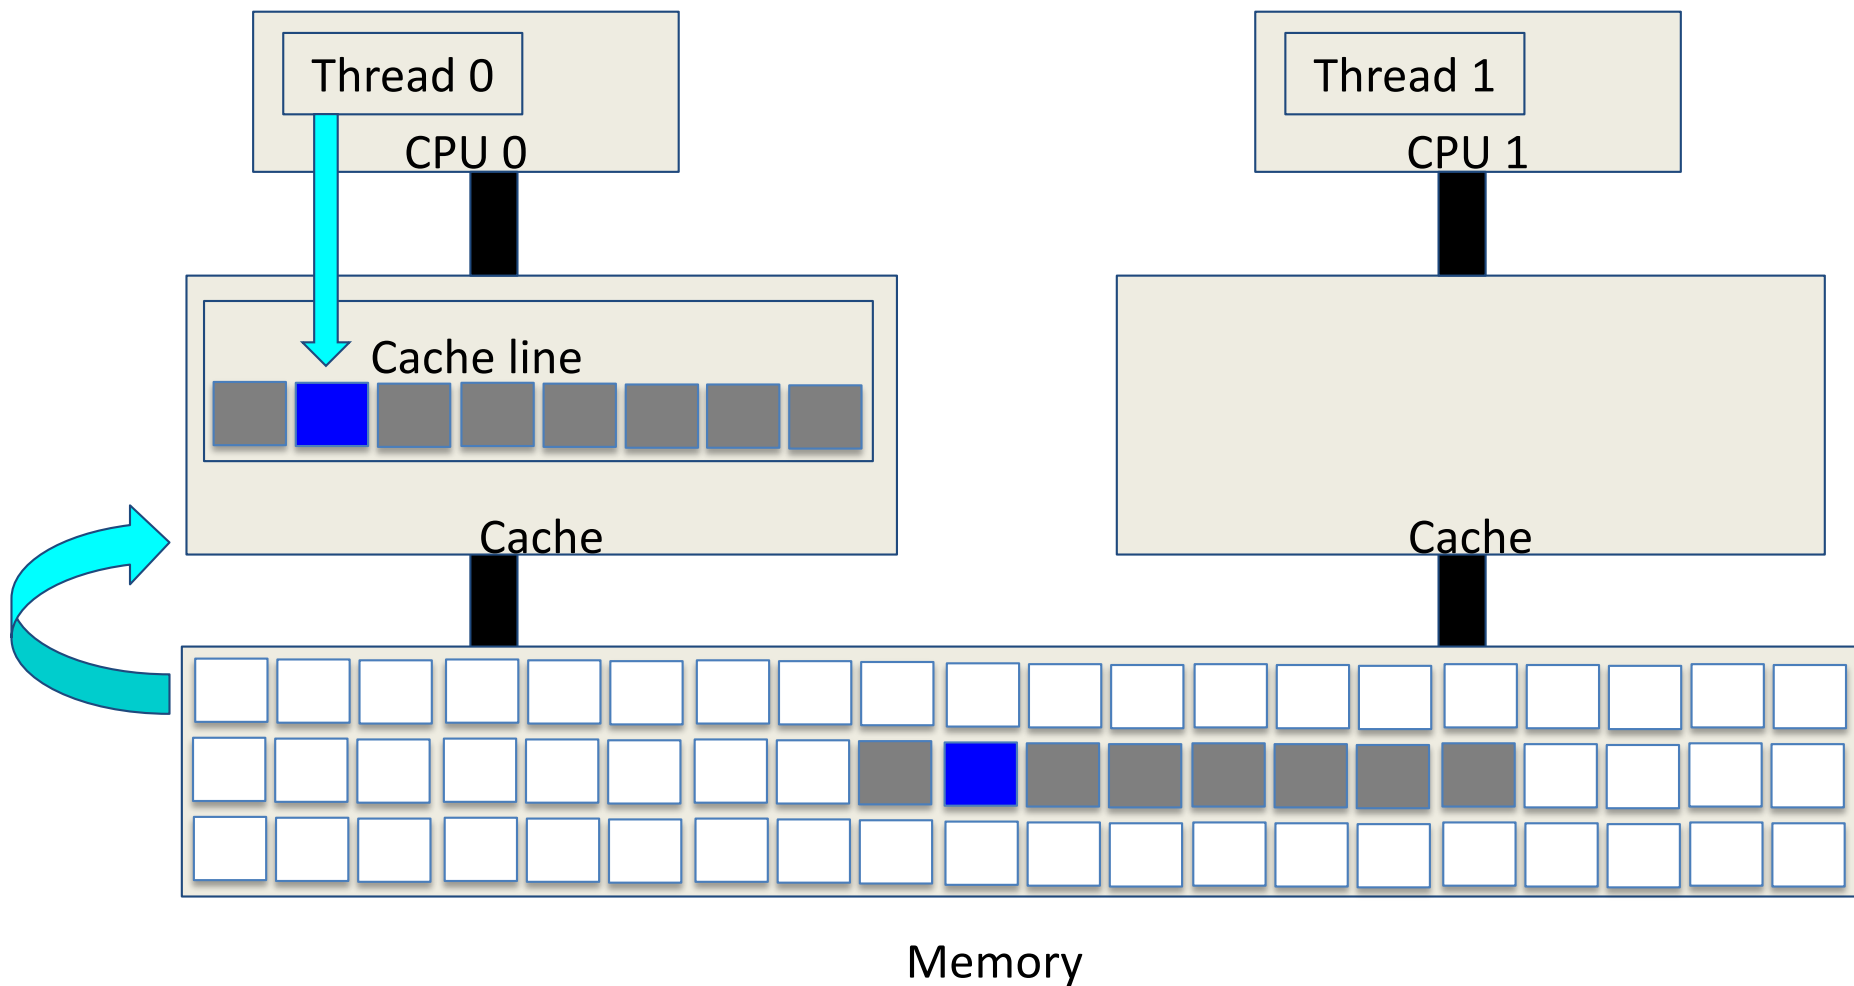 Thread 0
Thread 1
CPU 0
CPU 1
Cache line
Cache
Cache
Memory